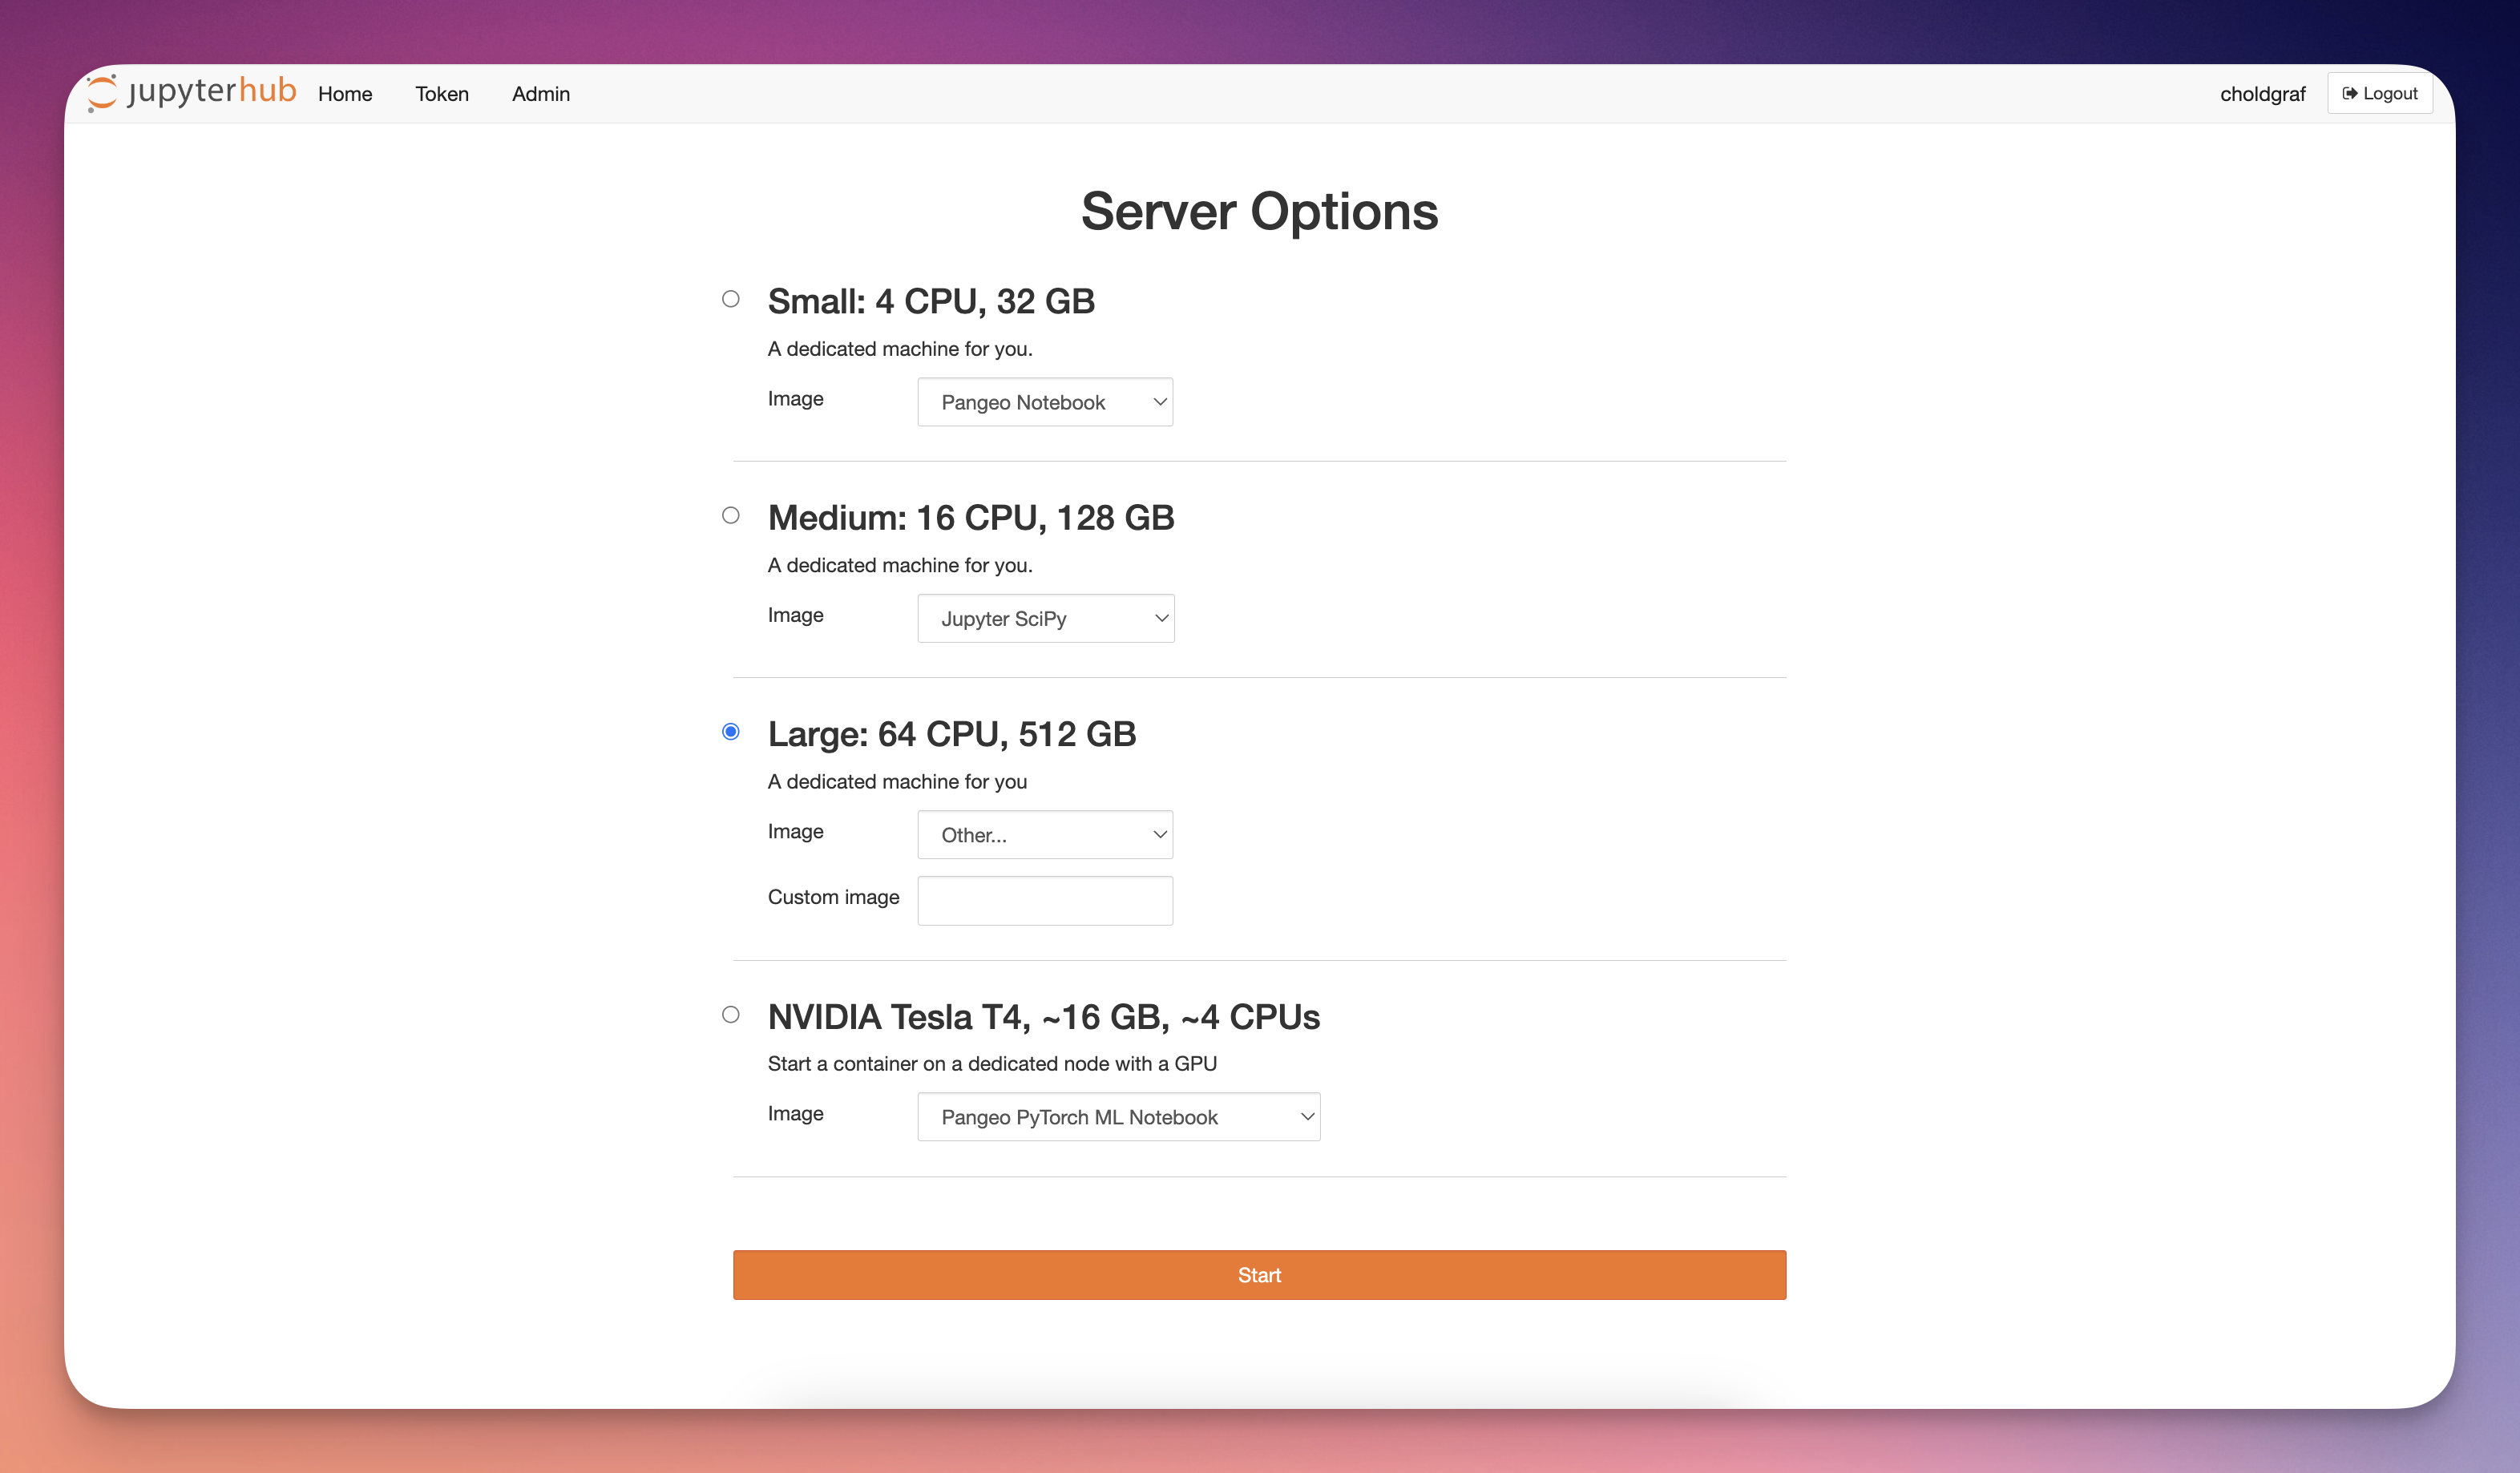 jupyterhub Home Token Admin choldgraf Logout
Server Options
Small: 4 CPU, 32 GB
A dedicated machine for you.
Image Pangeo Notebook
Medium: 16 CPU, 128 GB
A dedicated machine for you.
Image Jupyter SciPy
Large: 64 CPU, 512 GB
A dedicated machine for you
Image Other...
Custom image
NVIDIA Tesla T4, ~16 GB, ~4 CPUs
Start a container on a dedicated node with a GPU
Image Pangeo PyTorch ML Notebook
Start